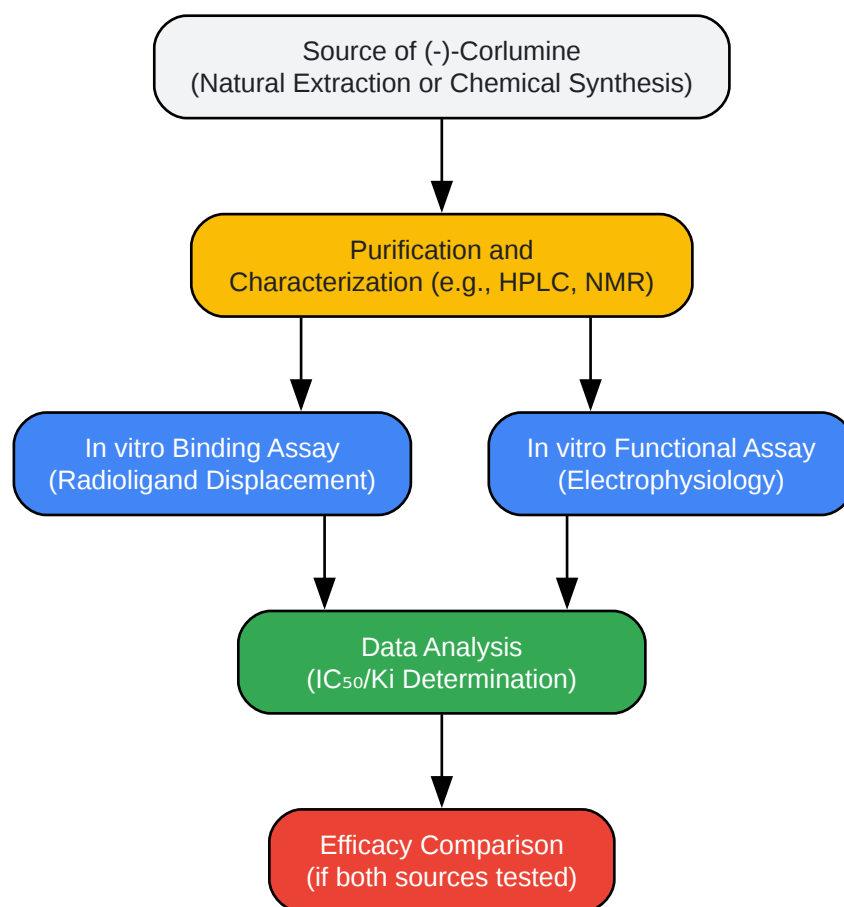 Source of (-)-Corlumine
(Natural Extraction or Chemical Synthesis)
Purification and
Characterization (e.g., HPLC, NMR)
In vitro Binding Assay
(Radioligand Displacement)
In vitro Functional Assay
(Electrophysiology)
Data Analysis
(IC₅₀/Ki Determination)
Efficacy Comparison
(if both sources tested)